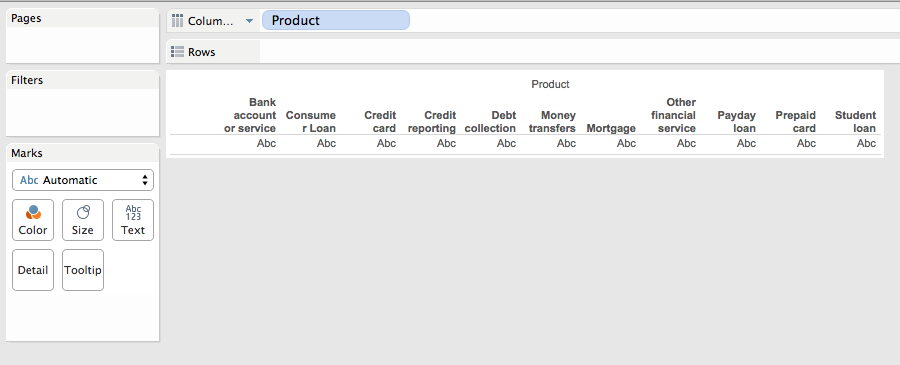 Pages
Colum...
Product
Rows
Filters
Product
Bank account or service
Consume r Loan
Credit card
Credit reporting
Debt collection
Money transfers
Mortgage
Other financial service
Payday loan
Prepaid card
Student loan
Abc Abc Abc Abc Abc Abc Abc Abc Abc Abc Abc
Marks
Abc Automatic
Color
Size
Abc
123
Text
Detail
Tooltip